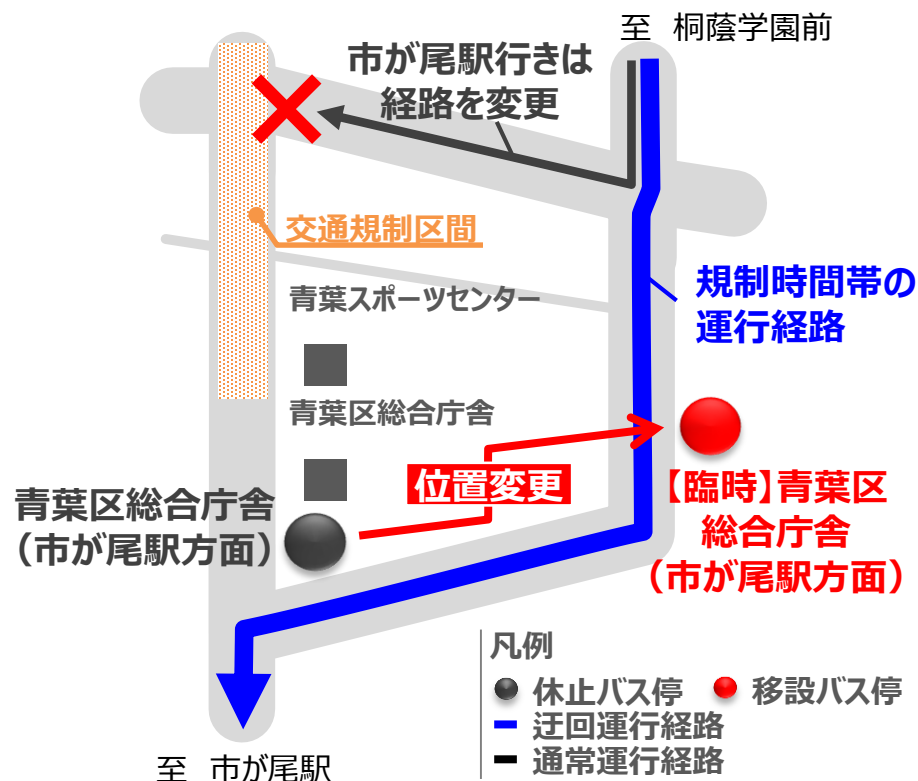 至 桐蔭学園前
市が尾駅行きは
経路を変更
交通規制区間
規制時間帯の
運行経路
青葉スポーツセンター
青葉区総合庁舎
位置変更
青葉区総合庁舎
（市が尾駅方面）
【臨時】青葉区
総合庁舎
（市が尾駅方面）
凡例
休止バス停 移設バス停
迂回運行経路
通常運行経路
至 市が尾駅